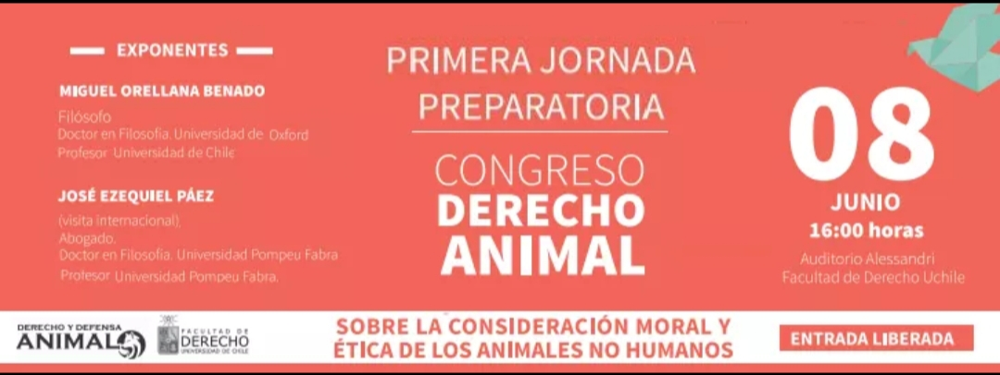 EXPONENTES
MIGUEL ORELLANA BENADO
Filósofo
Doctor en Filosofía. Universidad de Oxford
Profesor Universidad de Chile
JOSÉ EZEQUIEL PÁEZ
(visita internacional),
Abogado.
Doctor en Filosofía. Universidad Pompeu Fabra
Profesor Universidad Pompeu Fabra.
PRIMERA JORNADA
PREPARATORIA
CONGRESO
DERECHO
ANIMAL
08
JUNIO
16:00 horas
Auditorio Alessandri
Facultad de Derecho Uchile
DERECHO Y DEFENSA
ANIMAL
FACULTAD DE
DERECHO
UNIVERSIDAD DE CHILE
SOBRE LA CONSIDERACIÓN MORAL Y
ÉTICA DE LOS ANIMALES NO HUMANOS
ENTRADA LIBERADA